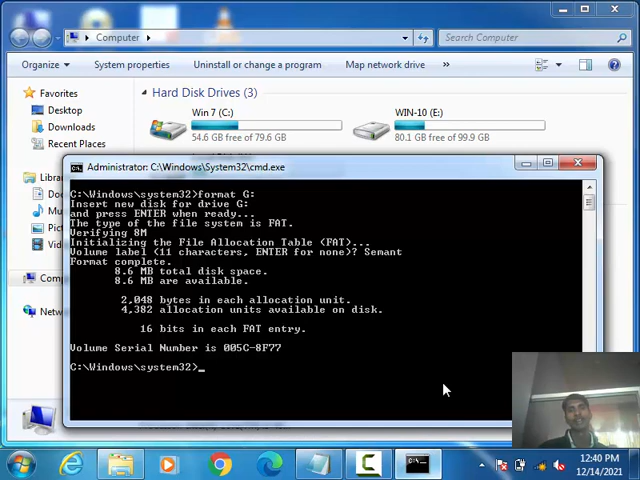 Computer
Search Computer
Organize
System properties
Uninstall or change a program
Map network drive
»
Favorites
Desktop
Downloads
Recent Places
Hard Disk Drives (3)
Win 7 (C:)
54.6 GB free of 79.6 GB
WIN-10 (E:)
80.1 GB free of 99.9 GB
Administrator: C:\Windows\System32\cmd.exe
C:\Windows\system32>format G:
Insert new disk for drive G:
and press ENTER when ready...
The type of the file system is FAT.
Verifying 8M
Initializing the File Allocation Table (FAT)...
Volume label (11 characters, ENTER for none)? Semant
Format complete.
8.6 MB total disk space.
8.6 MB are available.
2,048 bytes in each allocation unit.
4,382 allocation units available on disk.
16 bits in each FAT entry.
Volume Serial Number is 005C-8F77
C:\Windows\system32>_
12:40 PM
12/14/2021